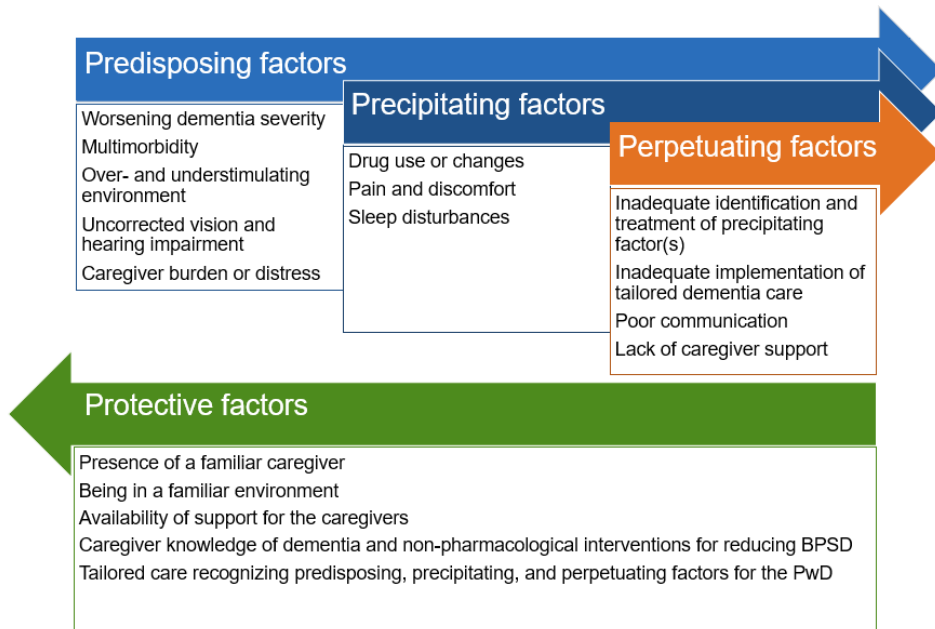 Predisposing factors
Worsening dementia severity
Multimorbidity
Over- and understimulating
environment
Uncorrected vision and
hearing impairment
Caregiver burden or distress
Precipitating factors
Drug use or changes
Pain and discomfort
Sleep disturbances
Perpetuating factors
Inadequate identification and
treatment of precipitating
factor(s)
Inadequate implementation of
tailored dementia care
Poor communication
Lack of caregiver support
Protective factors
Presence of a familiar caregiver
Being in a familiar environment
Availability of support for the caregivers
Caregiver knowledge of dementia and non-pharmacological interventions for reducing BPSD
Tailored care recognizing predisposing, precipitating, and perpetuating factors for the PwD